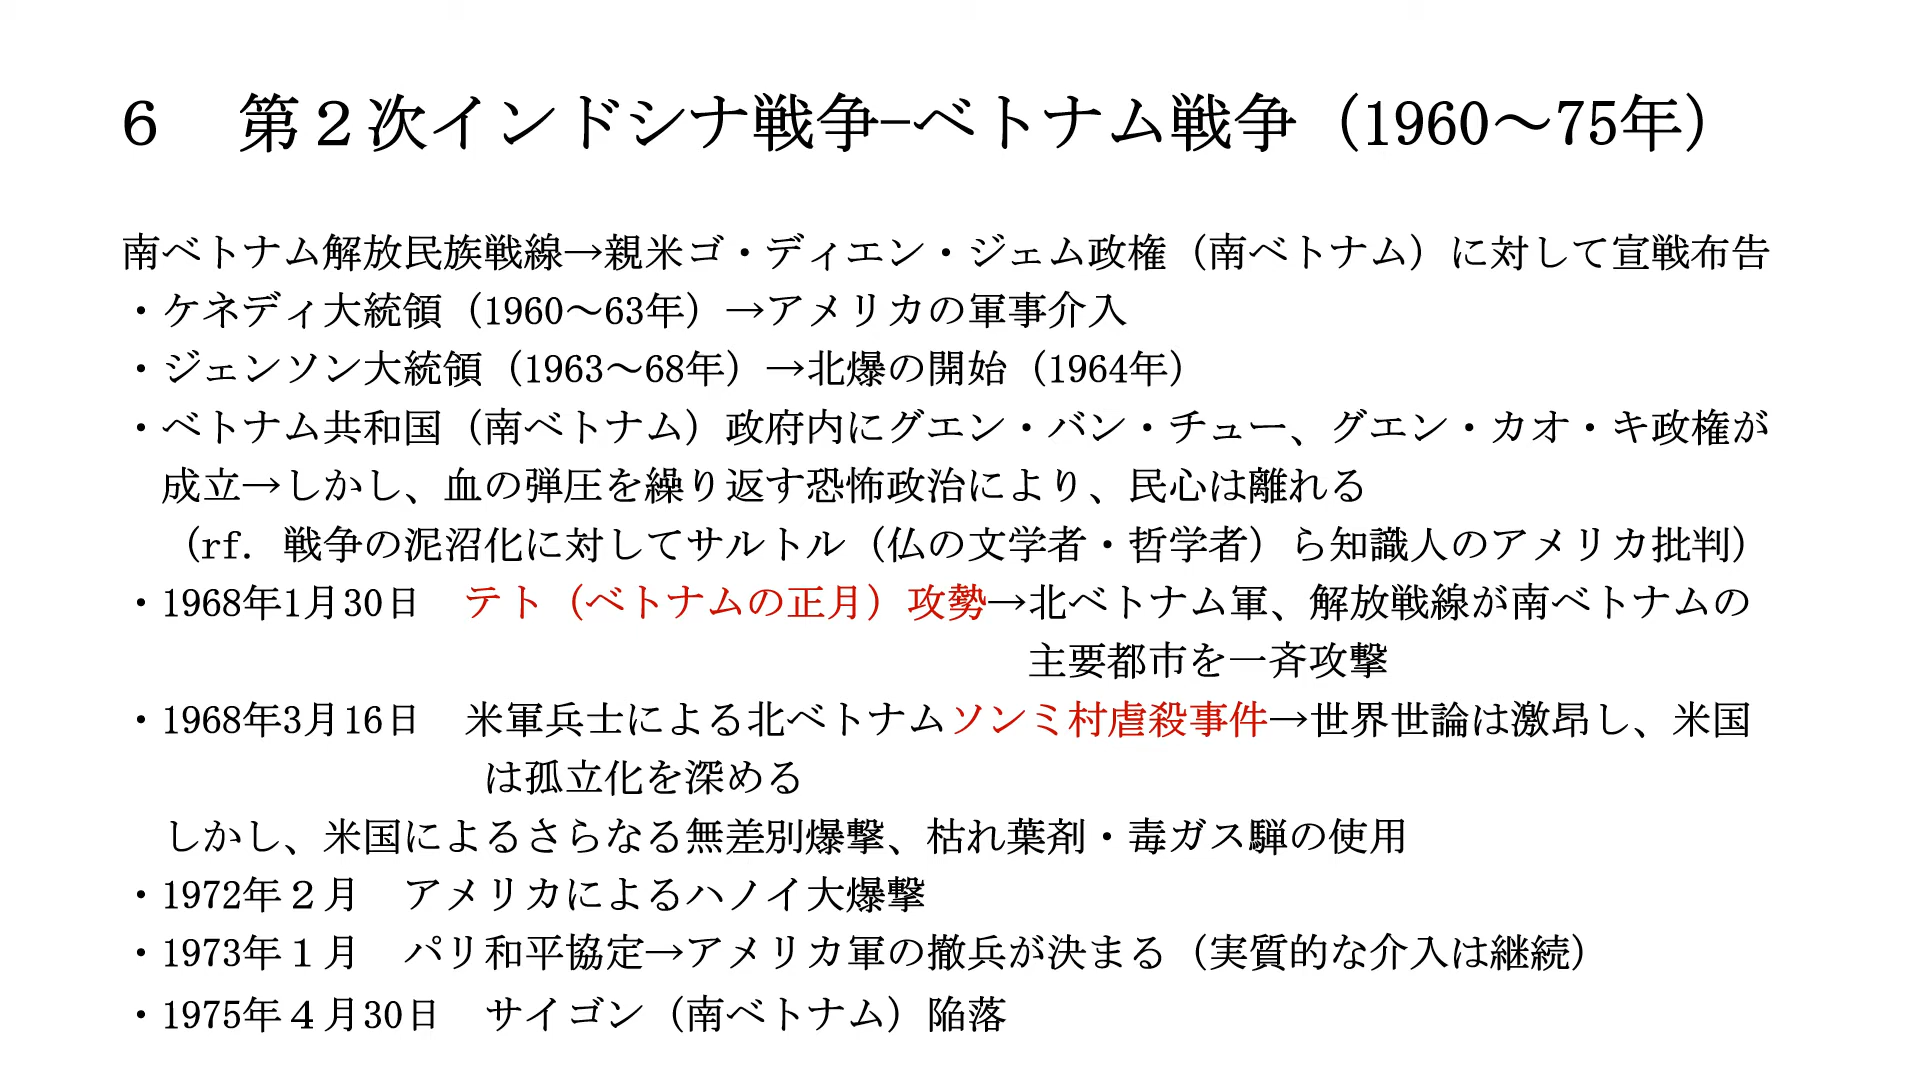 ６　第２次インドシナ戦争-ベトナム戦争（1960～75年）
南ベトナム解放民族戦線→親米ゴ・ディエン・ジェム政権（南ベトナム）に対して宣戦布告
・ケネディ大統領（1960～63年）→アメリカの軍事介入
・ジェンソン大統領（1963～68年）→北爆の開始（1964年）
・ベトナム共和国（南ベトナム）政府内にグエン・バン・チュー、グエン・カオ・キ政権が
成立→しかし、血の弾圧を繰り返す恐怖政治により、民心は離れる
（rf. 戦争の泥沼化に対してサルトル（仏の文学者・哲学者）ら知識人のアメリカ批判）
・1968年1月30日　テト（ベトナムの正月）攻勢→北ベトナム軍、解放戦線が南ベトナムの
主要都市を一斉攻撃
・1968年3月16日　米軍兵士による北ベトナムソンミ村虐殺事件→世界世論は激昂し、米国
は孤立化を深める
しかし、米国によるさらなる無差別爆撃、枯れ葉剤・毒ガス騨の使用
・1972年２月　アメリカによるハノイ大爆撃
・1973年１月　パリ和平協定→アメリカ軍の撤兵が決まる（実質的な介入は継続）
・1975年４月30日　サイゴン（南ベトナム）陥落